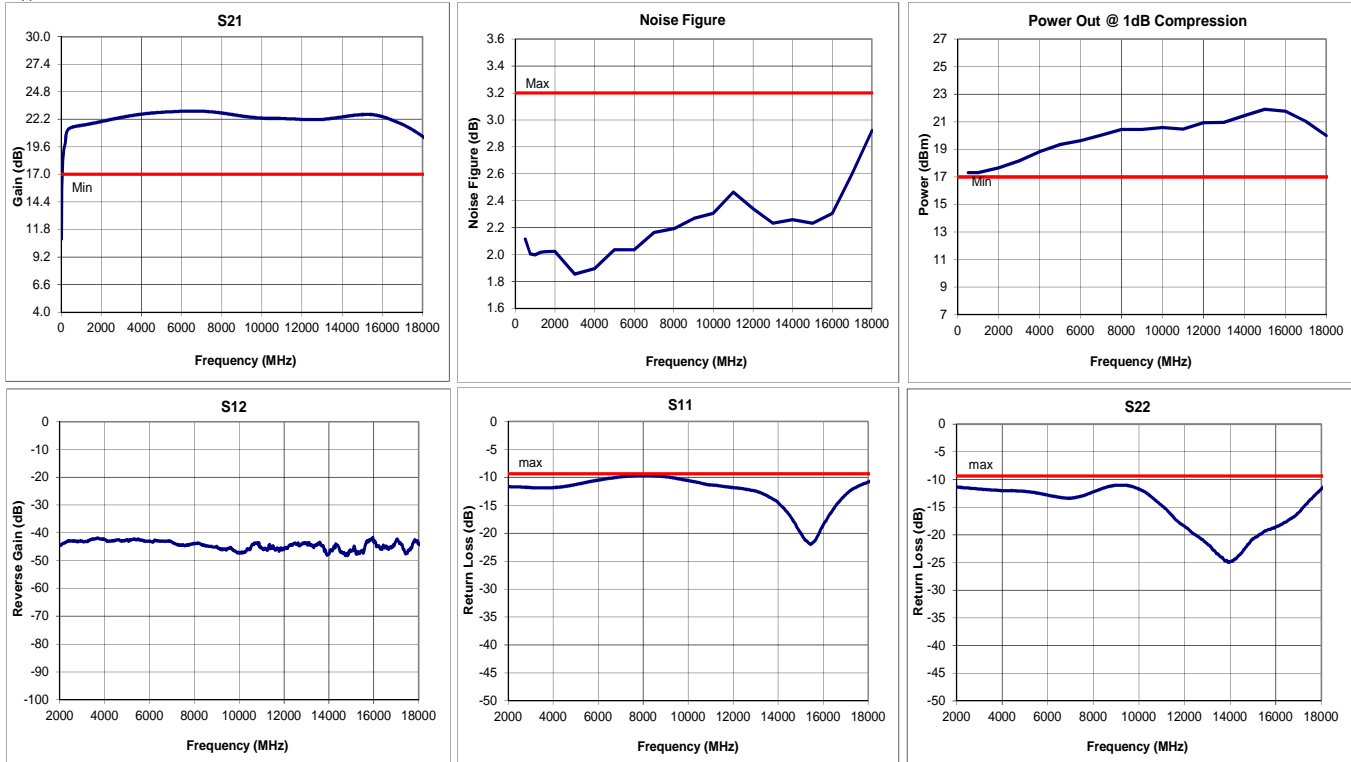 S21
30.0
27.4
24.8
22.2
19.6
17.0
14.4
11.8
9.2
6.6
4.0
Gain (dB)
Min
0 2000 4000 6000 8000 10000 12000 14000 16000 18000
Frequency (MHz)
Noise Figure
3.6
3.4
3.2
3.0
2.8
2.6
2.4
2.2
2.0
1.8
1.6
Noise Figure (dB)
Max
0 2000 4000 6000 8000 10000 12000 14000 16000 18000
Frequency (MHz)
Power Out @ 1dB Compression
27
25
23
21
19
17
15
13
11
9
7
Power (dBm)
Min
0 2000 4000 6000 8000 10000 12000 14000 16000 18000
Frequency (MHz)
S12
0
-10
-20
-30
-40
-50
-60
-70
-80
-90
-100
Reverse Gain (dB)
2000 4000 6000 8000 10000 12000 14000 16000 18000
Frequency (MHz)
S11
0
-5
-10
-15
-20
-25
-30
-35
-40
-45
-50
Return Loss (dB)
max
2000 4000 6000 8000 10000 12000 14000 16000 18000
Frequency (MHz)
S22
0
-5
-10
-15
-20
-25
-30
-35
-40
-45
-50
Return Loss (dB)
max
2000 4000 6000 8000 10000 12000 14000 16000 18000
Frequency (MHz)